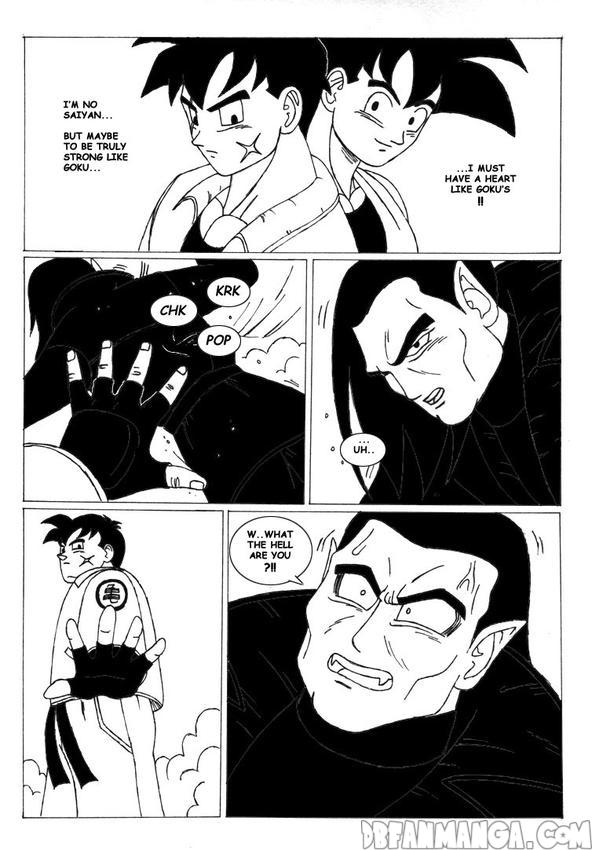 I'M NO
SAIYAN...
BUT MAYBE
TO BE TRULY
STRONG LIKE
GOKU...
...I MUST
HAVE A HEART
LIKE GOKU'S
!!
KRK
CHK
POP
...
UH..
W..WHAT
THE HELL
ARE YOU
?!!
亀
DBFANMANGA.COM